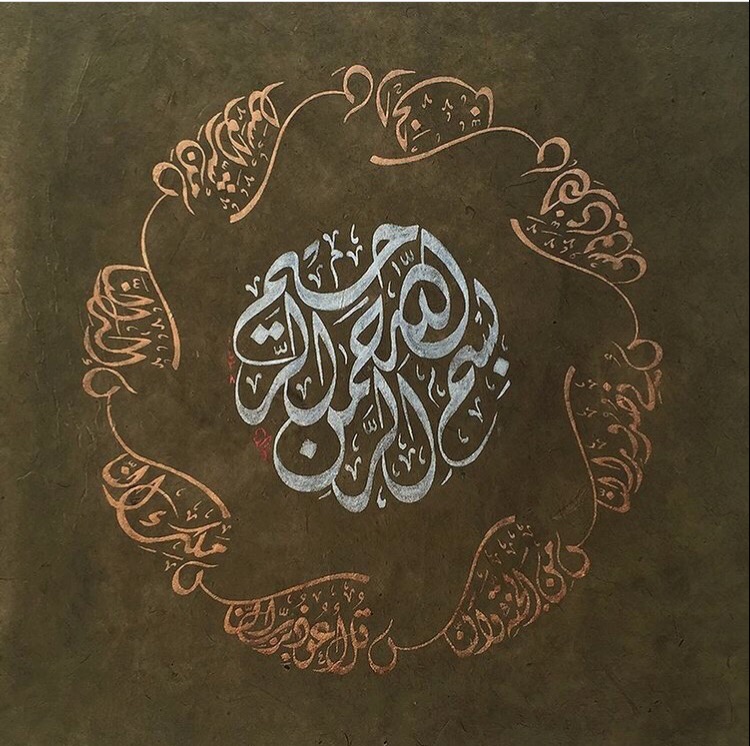 بسم الله الرحمن الرحيم
قل أعوذ برب الناس
ملك الناس
إله الناس
من شر الوسواس
الخناس
الذي يوسوس
في صدور الناس
من الجنة والناس